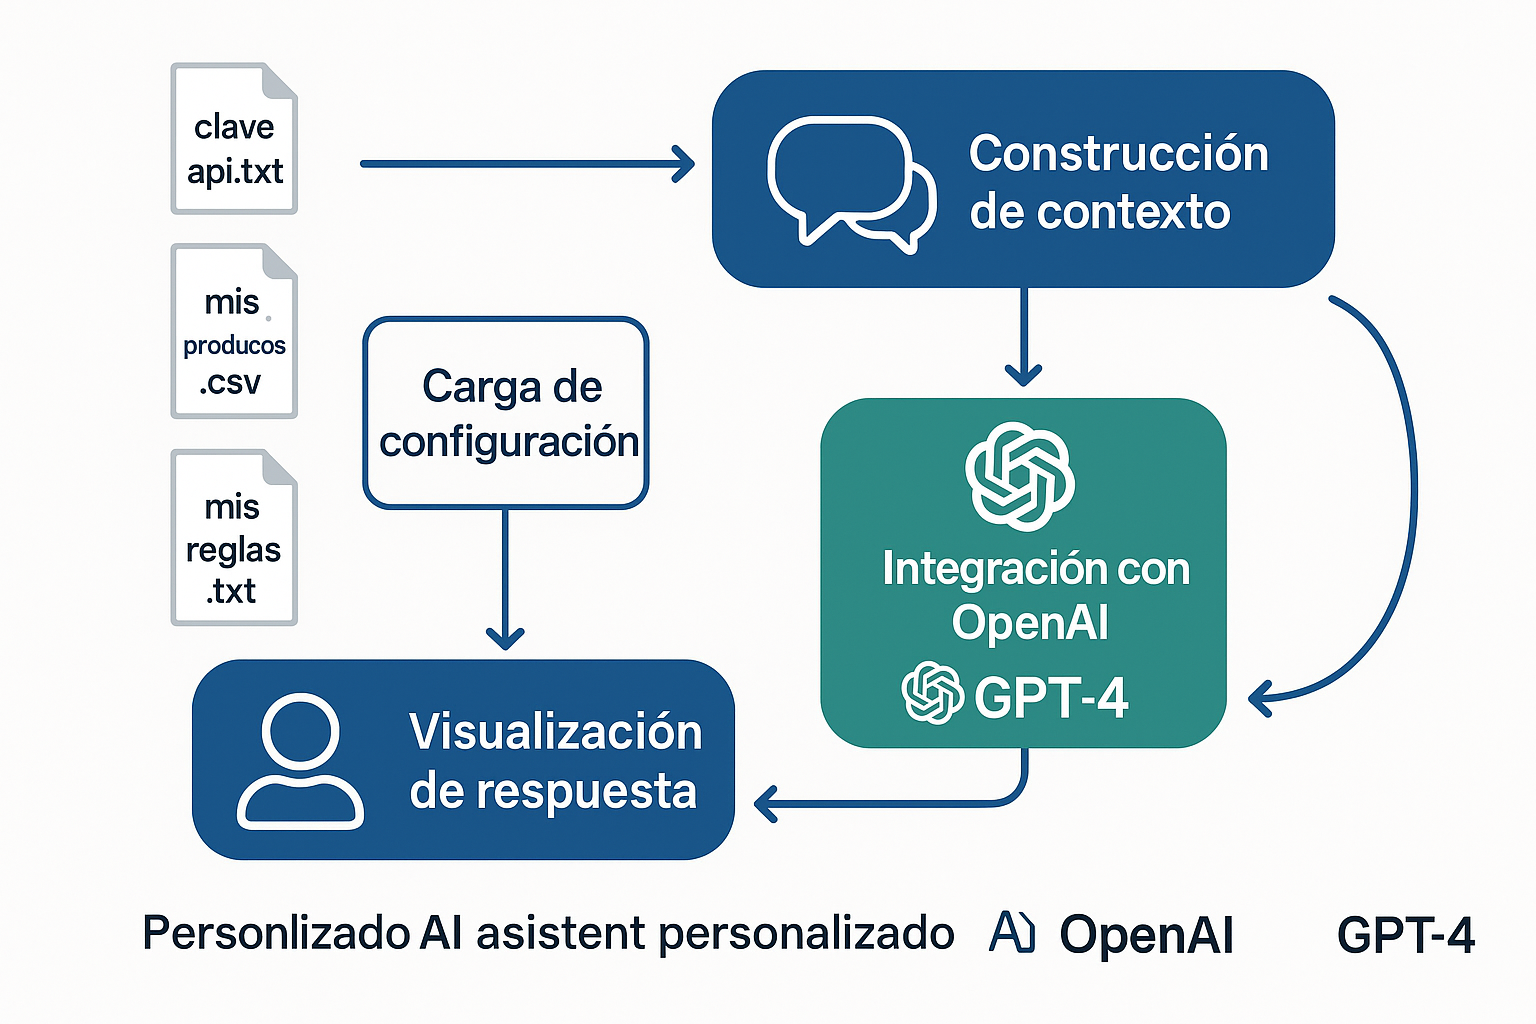 clave
api.txt
mis
producos
.csv
mis
reglas
.txt
Construcción
de contexto
Carga de
configuración
Integración con
OpenAI
GPT-4
Visualización
de respuesta
Personlizado AI asistent personalizado
OpenAI
GPT-4